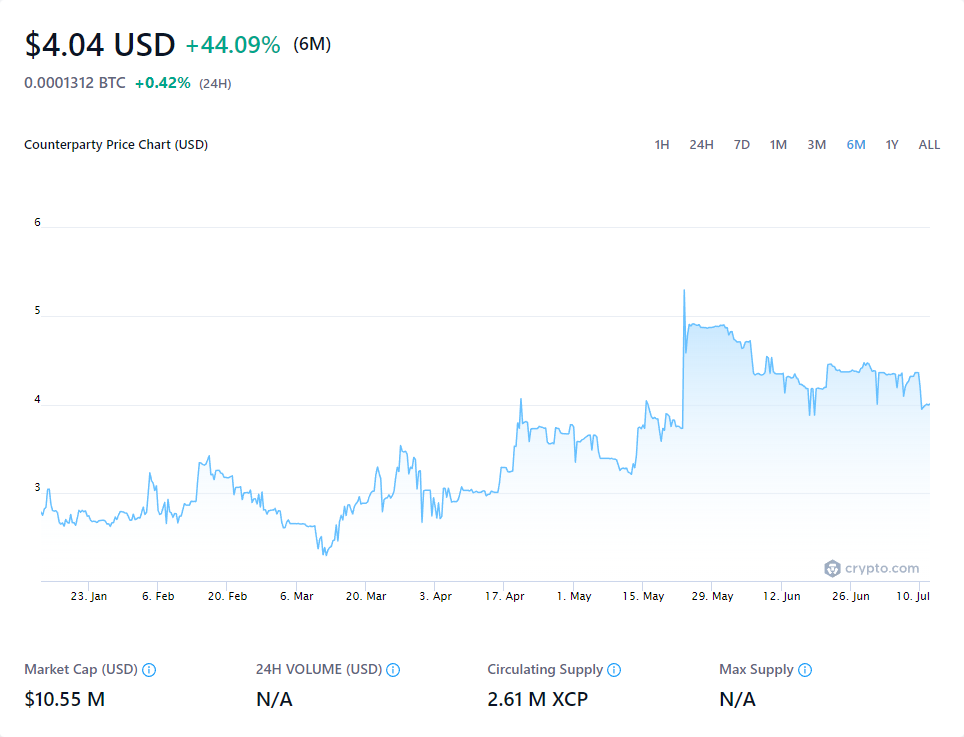 $4.04 USD +44.09% (6M)
0.0001312 BTC +0.42% (24H)
Counterparty Price Chart (USD) 1H 24H 7D 1M 3M 6M 1Y ALL
6
5
4
3
crypto.com
23. Jan 6. Feb 20. Feb 6. Mar 20. Mar 3. Apr 17. Apr 1. May 15. May 29. May 12. Jun 26. Jun 10. Jul
Market Cap (USD) 24H VOLUME (USD) Circulating Supply Max Supply
$10.55 M N/A 2.61 M XCP N/A